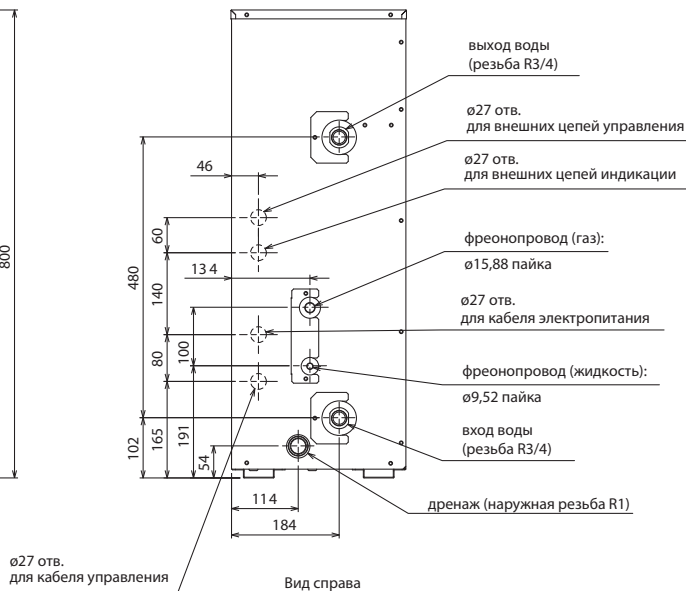 выход воды
(резьба R3/4)
ø27 отв.
для внешних цепей управления
ø27 отв.
для внешних цепей индикации
фреонопровод (газ):
ø15,88 пайка
ø27 отв.
для кабеля электропитания
фреонопровод (жидкость):
ø9,52 пайка
вход воды
(резьба R3/4)
дренаж (наружная резьба R1)
800
46
60
480
134
140
100
80
102
165
191
54
114
184
ø27 отв.
для кабеля управления
Вид справа